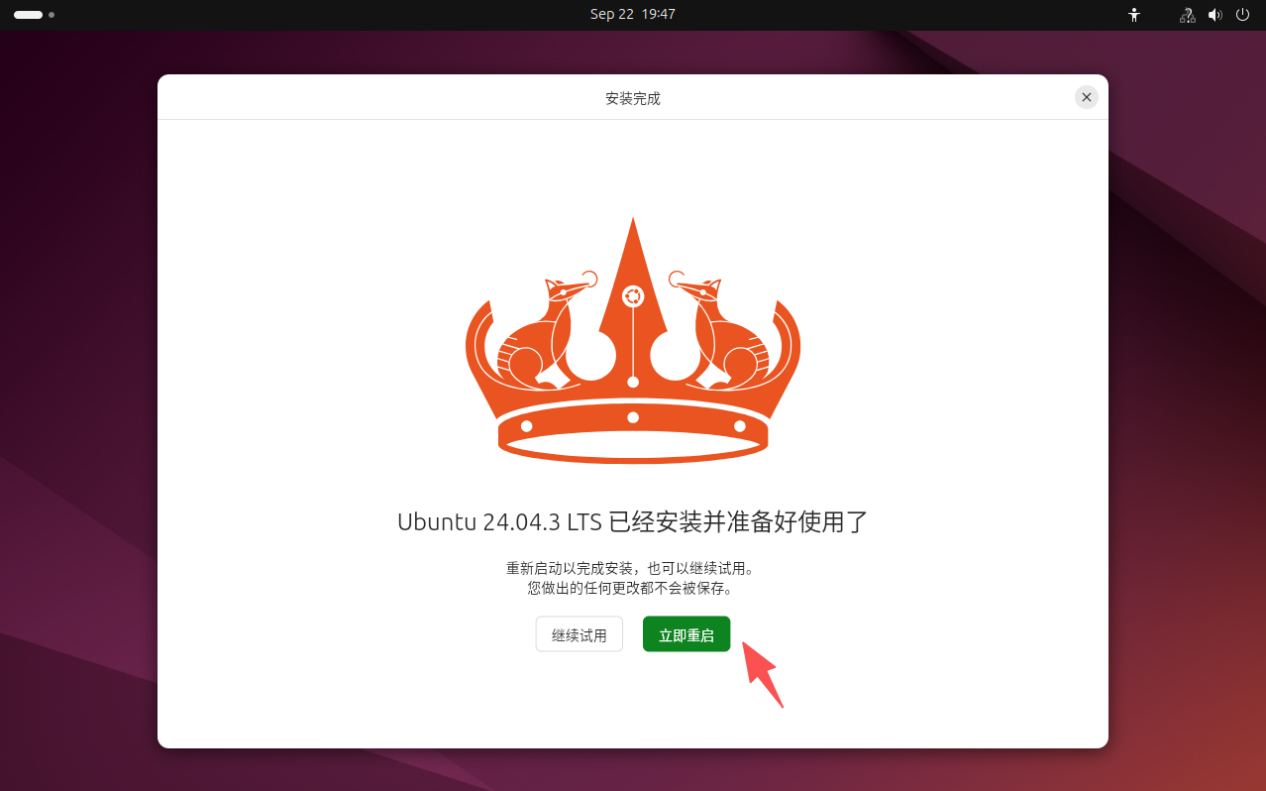 Sep 22 19:47
安装完成
Ubuntu 24.04.3 LTS 已经安装并准备好使用了
重新启动以完成安装，也可以继续试用。
您做出的任何更改都不会被保存。
继续试用
立即重启